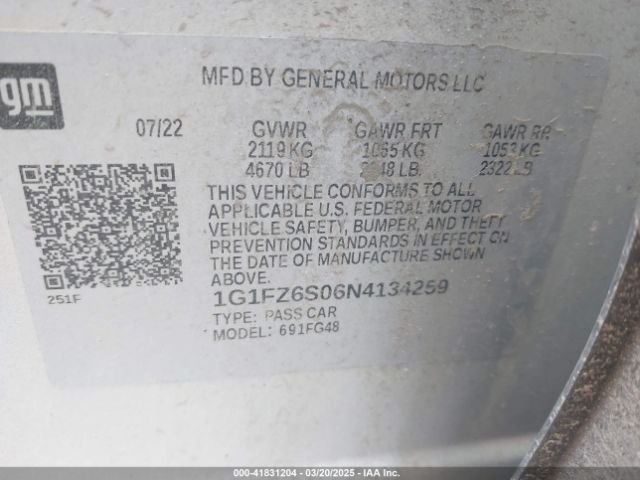 gm
MFD BY GENERAL MOTORS LLC
07/22 GVWR GAWR FRT GAWR RR
2119 KG 1065 KG 1053 KG
4670 LB LB 2322 LB
THIS VEHICLE CONFORMS TO ALL
APPLICABLE U.S. FEDERAL MOTOR
VEHICLE SAFETY, BUMPER, AND THEFT
PREVENTION STANDARDS IN EFFECT ON
THE DATE OF MANUFACTURE SHOWN
ABOVE.
251F
1G1FZ6S06N4134259
TYPE: PASS CAR
MODEL: 691FG48
000-41831204 — 03/20/2025 — IAA Inc.